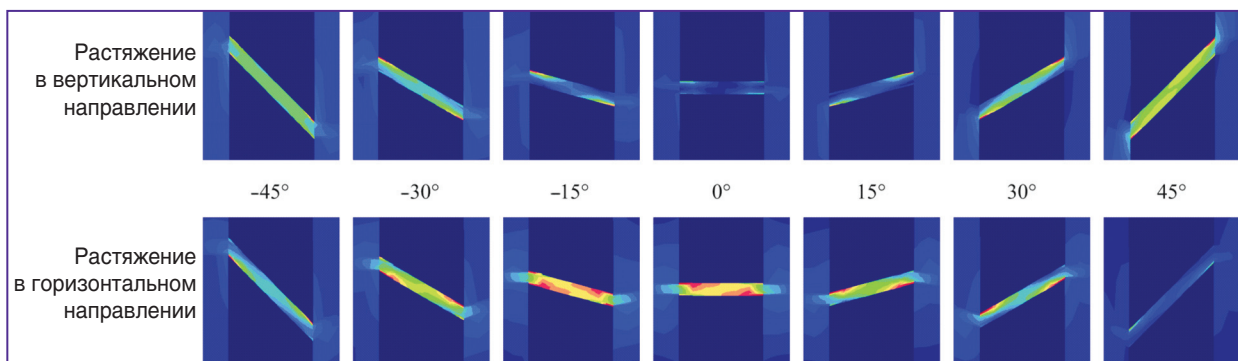 Растяжение
в вертикальном
направлении
-45° -30° -15° 0° 15° 30° 45°
Растяжение
в горизонтальном
направлении